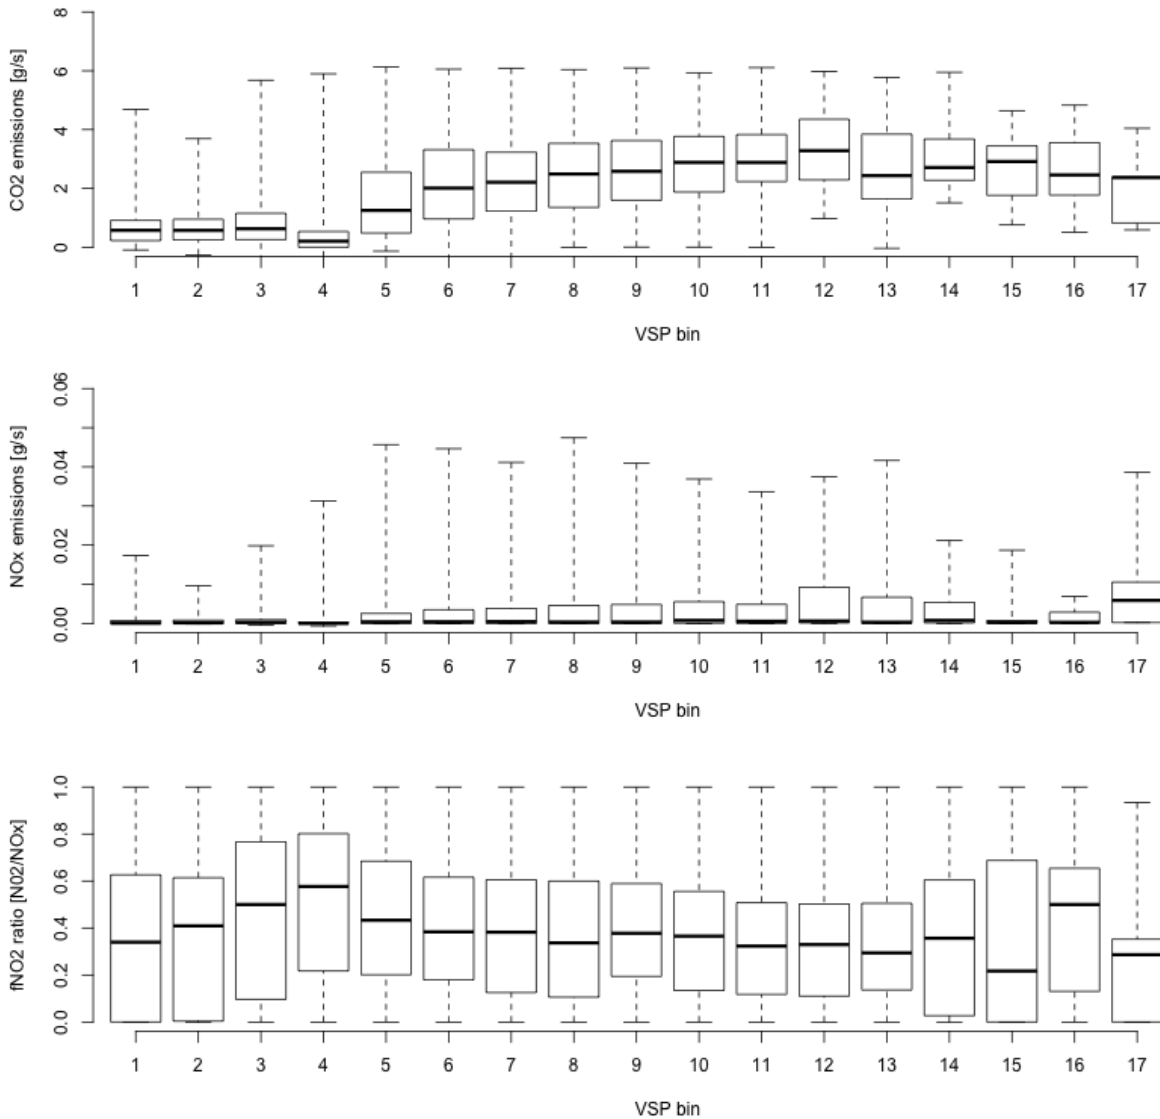 CO2 emissions [g/s]
8
6
4
2
0
1 2 3 4 5 6 7 8 9 10 11 12 13 14 15 16 17
VSP bin
NOx emissions [g/s]
0.06
0.04
0.02
0.00
1 2 3 4 5 6 7 8 9 10 11 12 13 14 15 16 17
VSP bin
fNO2 ratio [N02/NOx]
1.0
0.8
0.6
0.4
0.2
0.0
1 2 3 4 5 6 7 8 9 10 11 12 13 14 15 16 17
VSP bin